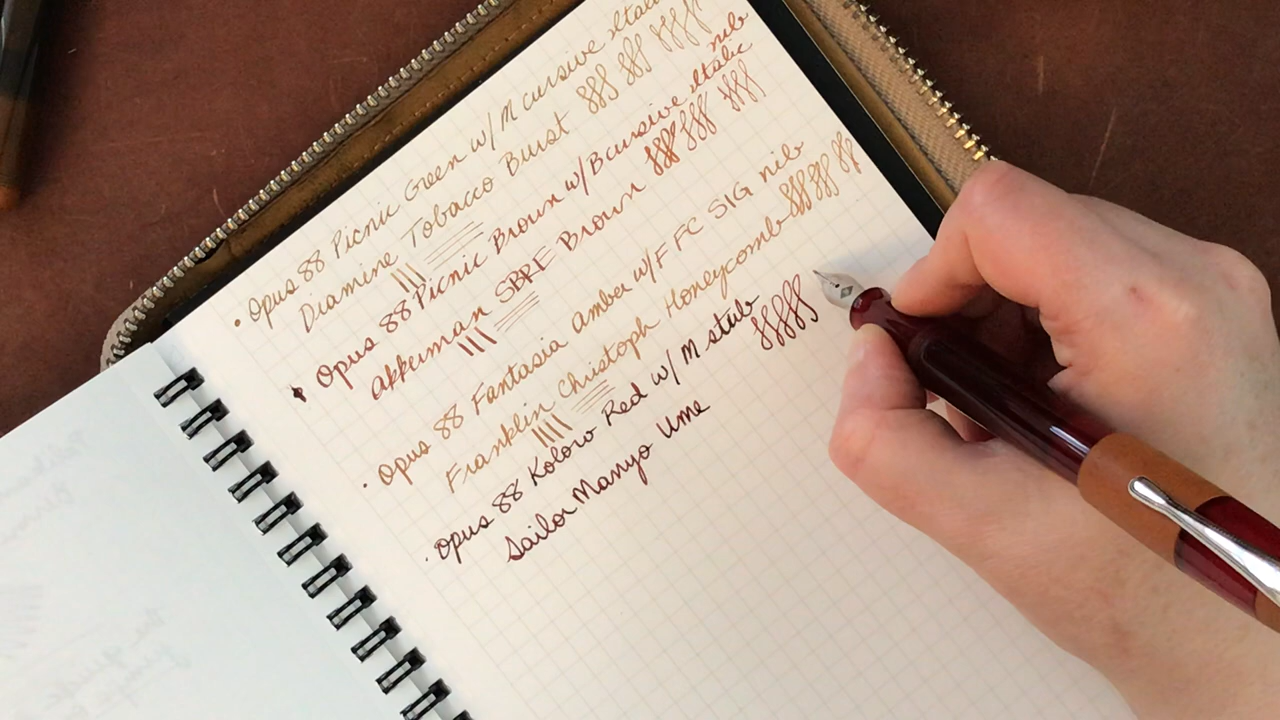 • Opus 88 Picnic Green w/ M cursive Italic
nib
Diamine Tobacco Burst
• Opus 88 Picnic Brown w/ B cursive Italic
Akkerman SBRE Brown
• Opus 88 Fantasia Amber w/ F FC SIG nib
Franklin Christoph Honeycomb
• Opus 88 Koloro Red w/ M stub
Sailor Manyo Ume